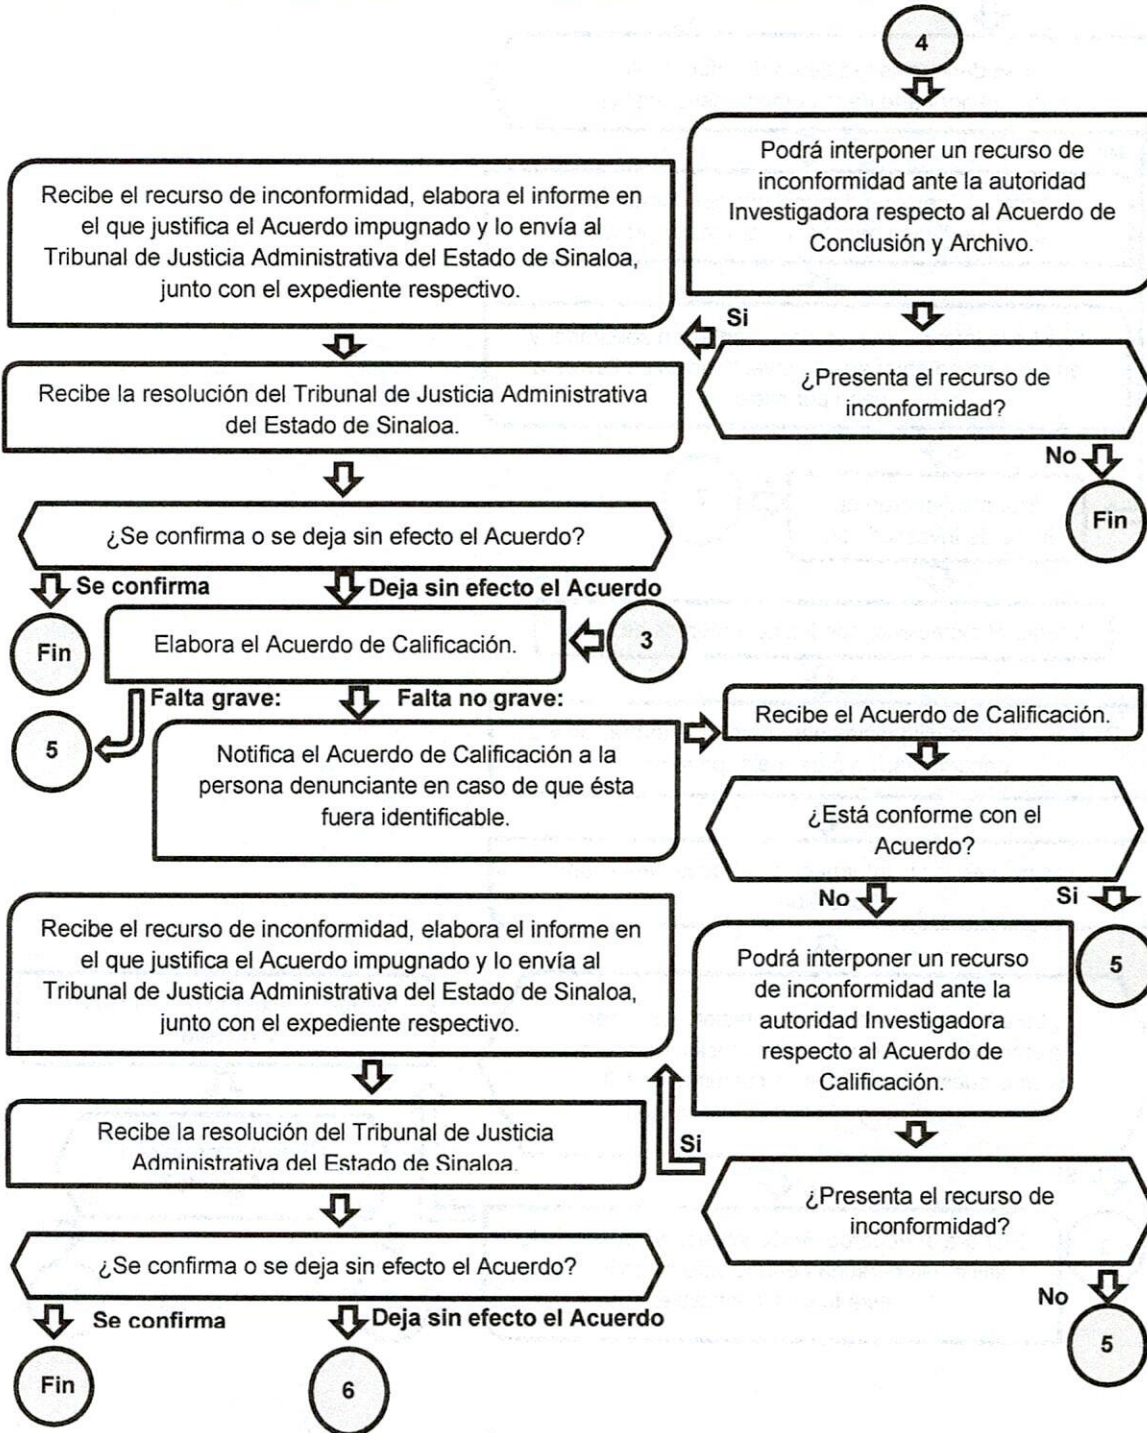 4
Podrá interponer un recurso de
inconformidad ante la autoridad
Investigadora respecto al Acuerdo de
Conclusión y Archivo.
Recibe el recurso de inconformidad, elabora el informe en
el que justifica el Acuerdo impugnado y lo envía al
Tribunal de Justicia Administrativa del Estado de Sinaloa,
junto con el expediente respectivo.
Si
¿Presenta el recurso de
inconformidad?
Recibe la resolución del Tribunal de Justicia Administrativa
del Estado de Sinaloa.
No
Fin
¿Se confirma o se deja sin efecto el Acuerdo?
Se confirma
Deja sin efecto el Acuerdo
Fin
Elabora el Acuerdo de Calificación.
3
Falta grave:
Falta no grave:
5
Notifica el Acuerdo de Calificación a la
persona denunciante en caso de que ésta
fuera identificable.
Recibe el Acuerdo de Calificación.
¿Está conforme con el
Acuerdo?
No
Si
5
Podrá interponer un recurso
de inconformidad ante la
autoridad Investigadora
respecto al Acuerdo de
Calificación.
Recibe el recurso de inconformidad, elabora el informe en
el que justifica el Acuerdo impugnado y lo envía al
Tribunal de Justicia Administrativa del Estado de Sinaloa,
junto con el expediente respectivo.
Si
¿Presenta el recurso de
inconformidad?
Recibe la resolución del Tribunal de Justicia
Administrativa del Estado de Sinaloa.
No
5
¿Se confirma o se deja sin efecto el Acuerdo?
Se confirma
Deja sin efecto el Acuerdo
Fin
6